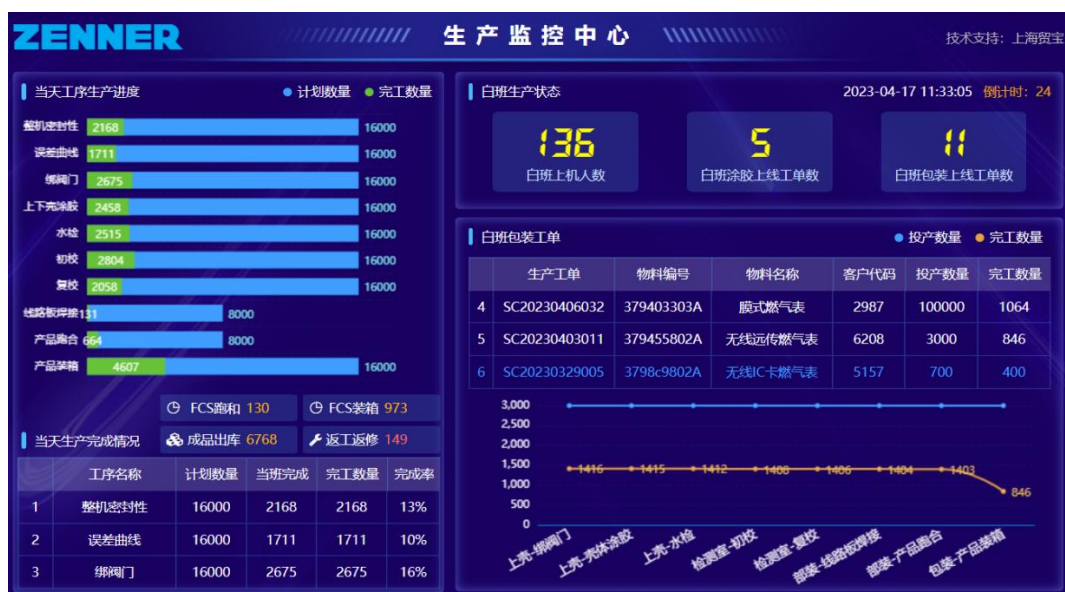 ZENNER
生产监控中心
技术支持：上海贸宝
当天工序生产进度
计划数量 完工数量
整机密封性 2168 16000
误差曲线 1711 16000
绑阀门 2675 16000
上下壳涂胶 2458 16000
水检 2515 16000
初校 2804 16000
复校 2058 16000
线路板焊接 131 8000
产品跑合 664 8000
产品装箱 4607 16000
FCS跑和 130 FCS装箱 973
当天生产完成情况 成品出库 6768 返工返修 149
工序名称 计划数量 当班完成 完工数量 完成率
1 整机密封性 16000 2168 2168 13%
2 误差曲线 16000 1711 1711 10%
3 绑阀门 16000 2675 2675 16%
白班生产状态 2023-04-17 11:33:05 倒计时：24
136 5 11
白班上机人数 白班涂胶上线工单数 白班包装上线工单数
白班包装工单 投产数量 完工数量
生产工单 物料编号 物料名称 客户代码 投产数量 完工数量
4 SC20230406032 379403303A 膜式燃气表 2987 100000 1064
5 SC20230403011 379455802A 无线远传燃气表 6208 3000 846
6 SC20230329005 3798c9802A 无线IC卡燃气表 5157 700 400
3,000
2,500
2,000
1,500
1,000
500
0
1416 1415 1412 1408 1406 1404 1403 846
上壳-绑阀门 上壳-壳体涂胶 上壳-水检 检测室-初校 检测室-复校 部装-线路板焊接 部装-产品跑合 包装-产品装箱